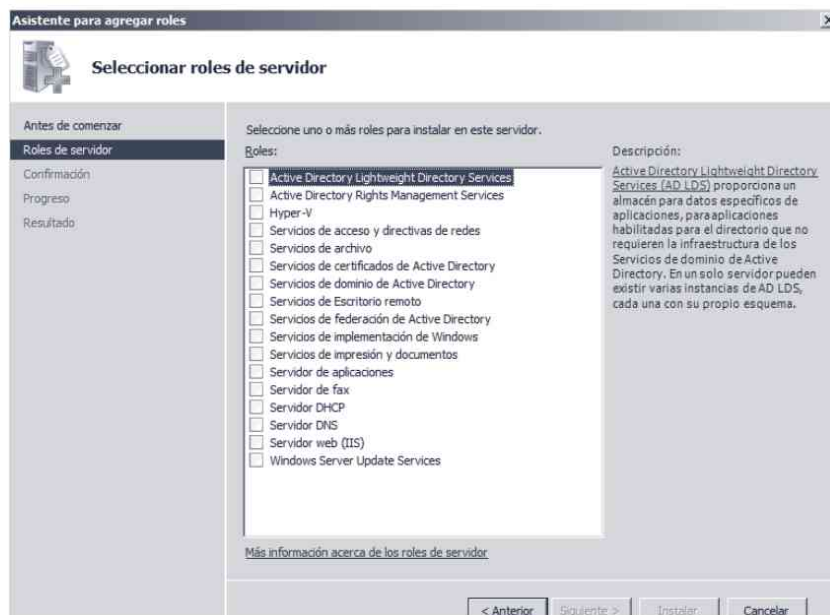 Asistente para agregar roles
Seleccionar roles de servidor
Antes de comenzar
Roles de servidor
Confirmación
Progreso
Resultado
Seleccione uno o más roles para instalar en este servidor.
Roles:
Active Directory Lightweight Directory Services
Active Directory Rights Management Services
Hyper-V
Servicios de acceso y directivas de redes
Servicios de archivo
Servicios de certificados de Active Directory
Servicios de dominio de Active Directory
Servicios de Escritorio remoto
Servicios de federación de Active Directory
Servicios de implementación de Windows
Servicios de impresión y documentos
Servidor de aplicaciones
Servidor de fax
Servidor DHCP
Servidor DNS
Servidor web (IIS)
Windows Server Update Services
Más información acerca de los roles de servidor
Descripción:
Active Directory Lightweight Directory
Services (AD LDS) proporciona un
almacén para datos específicos de
aplicaciones, para aplicaciones
habilitadas para el directorio que no
requieren la infraestructura de los
Servicios de dominio de Active
Directory. En un solo servidor pueden
existir varias instancias de AD LDS,
cada una con su propio esquema.
< Anterior
Siguiente >
Instalar
Cancelar